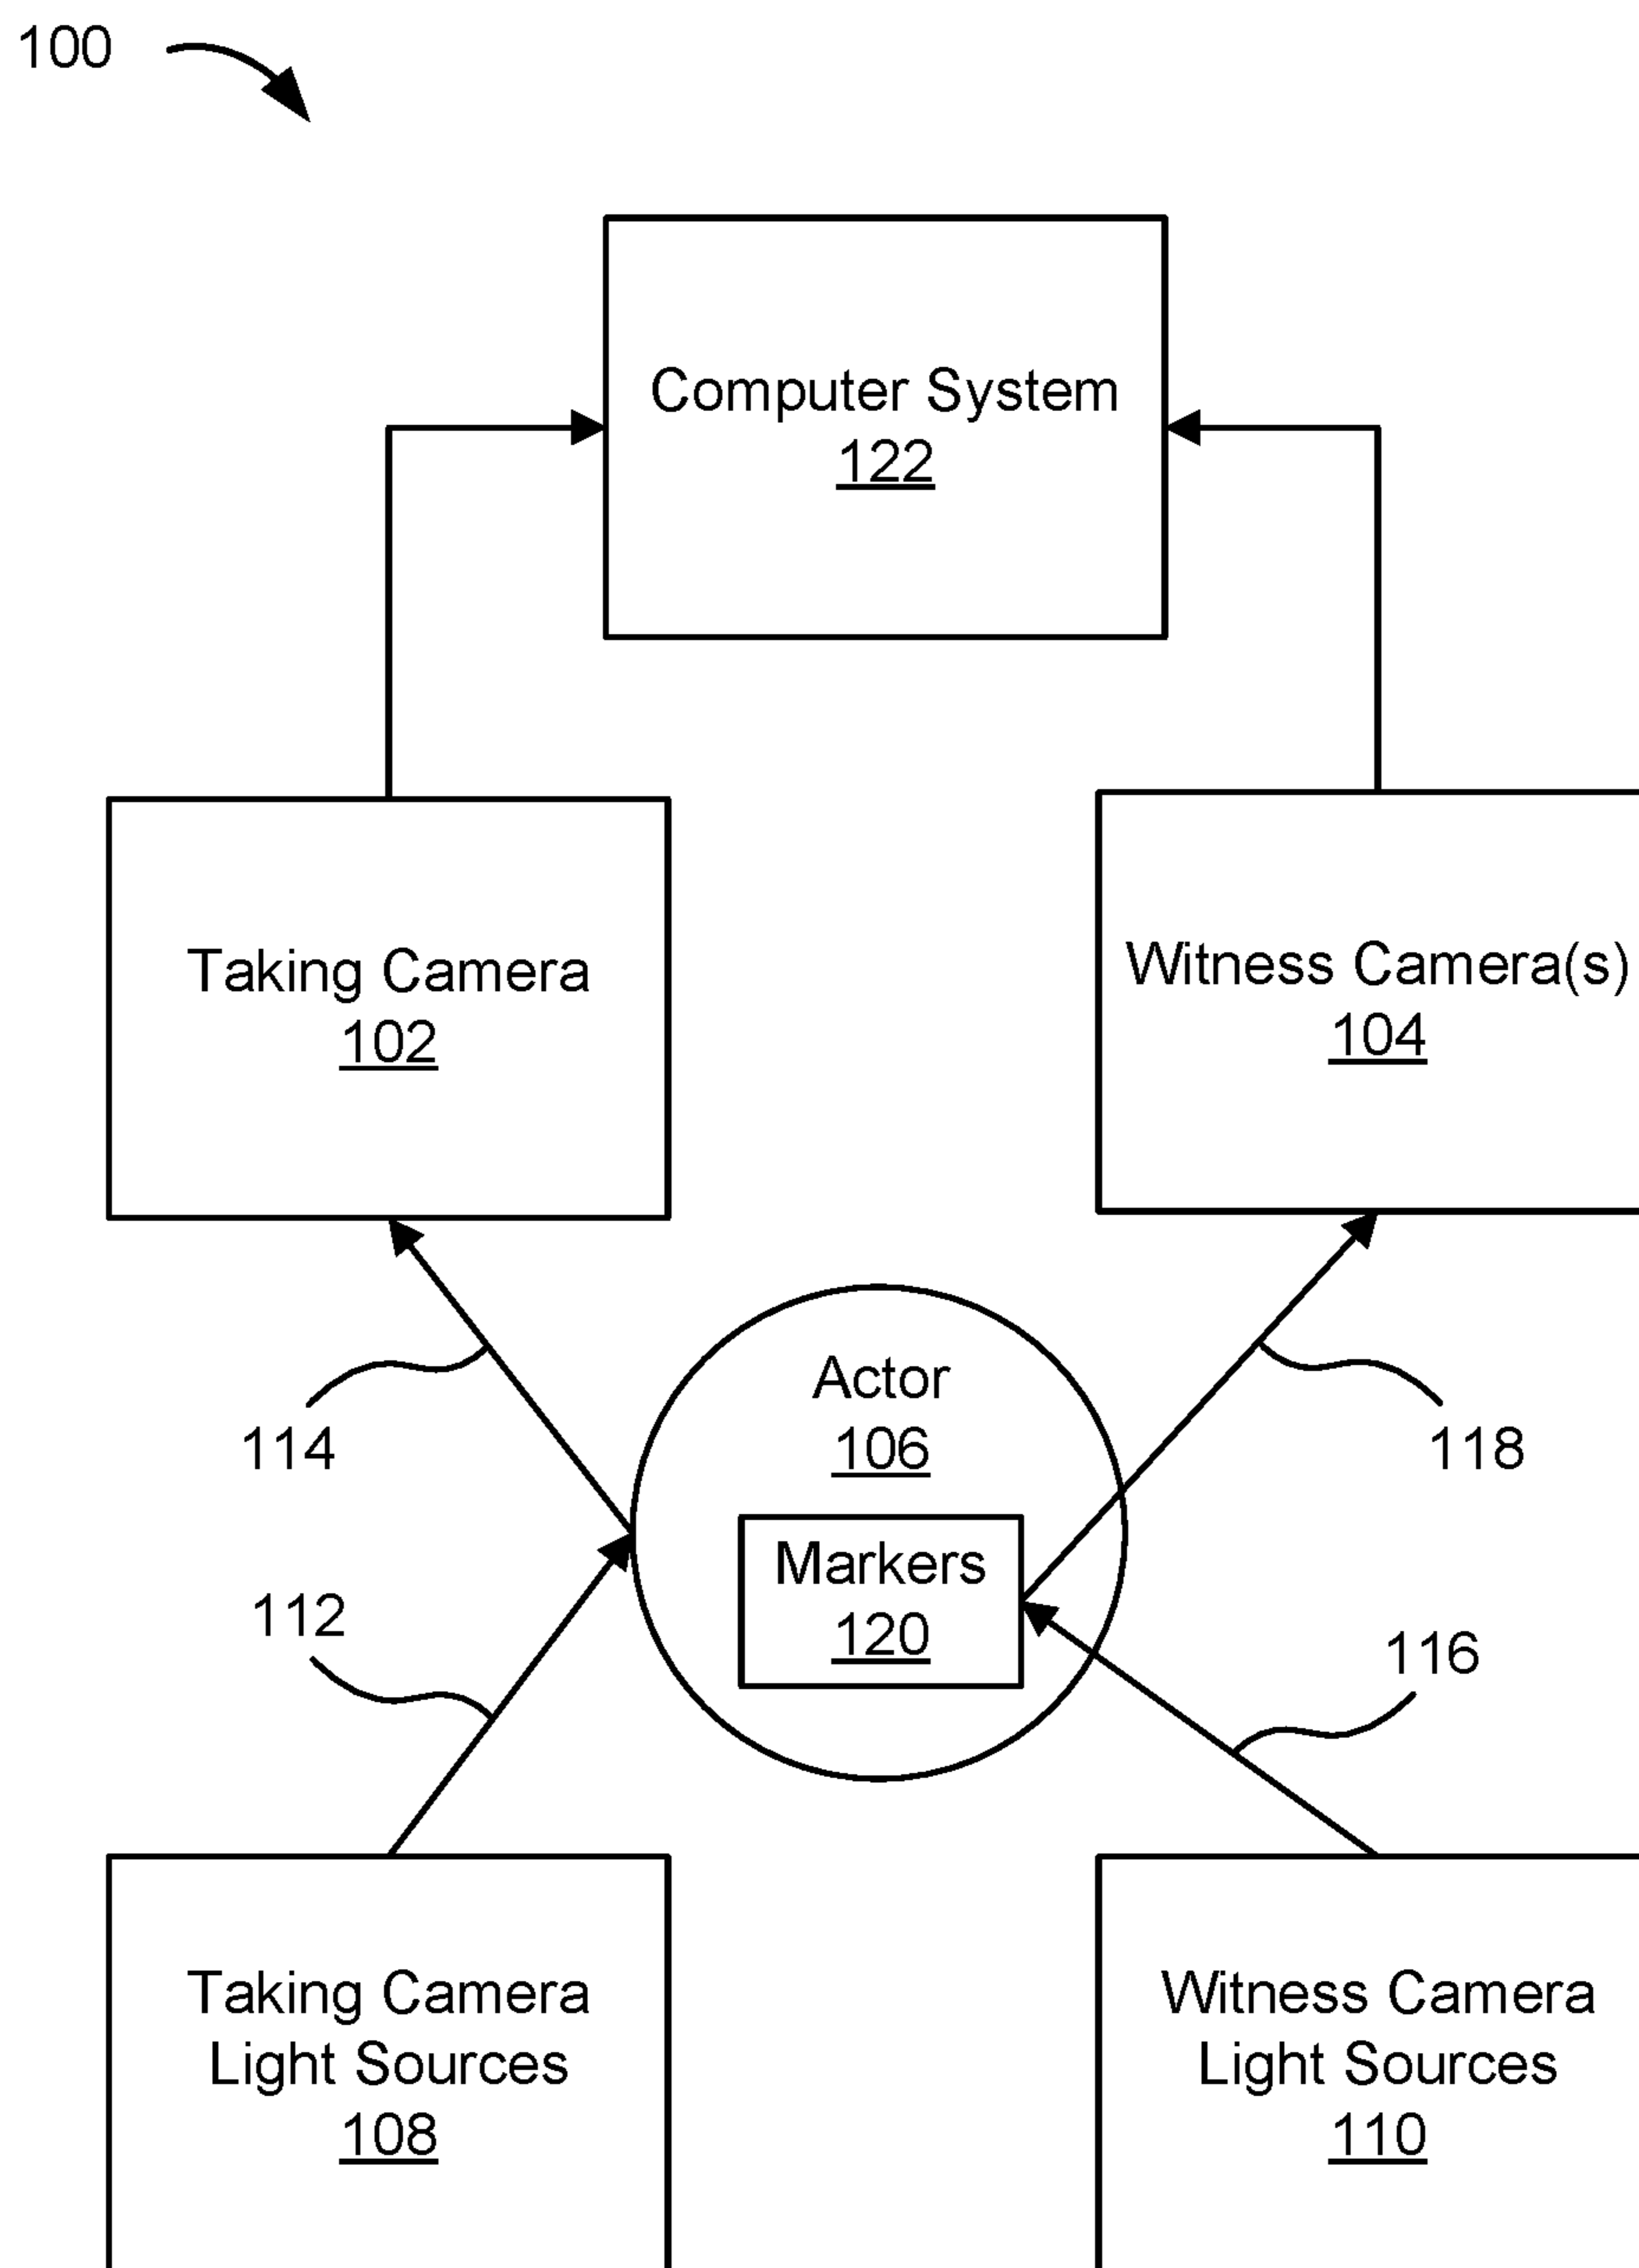 100
Computer System
122
Taking Camera
102
Witness Camera(s)
104
Actor
106
114
118
Markers
120
112
116
Taking Camera
Light Sources
108
Witness Camera
Light Sources
110